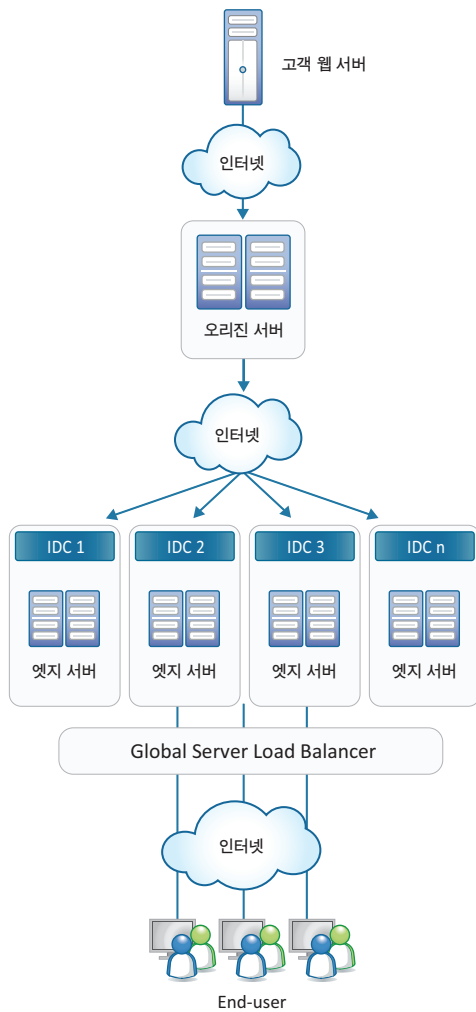 고객 웹 서버
인터넷
오리진 서버
인터넷
IDC 1
IDC 2
IDC 3
IDC n
엣지 서버
엣지 서버
엣지 서버
엣지 서버
Global Server Load Balancer
인터넷
End-user